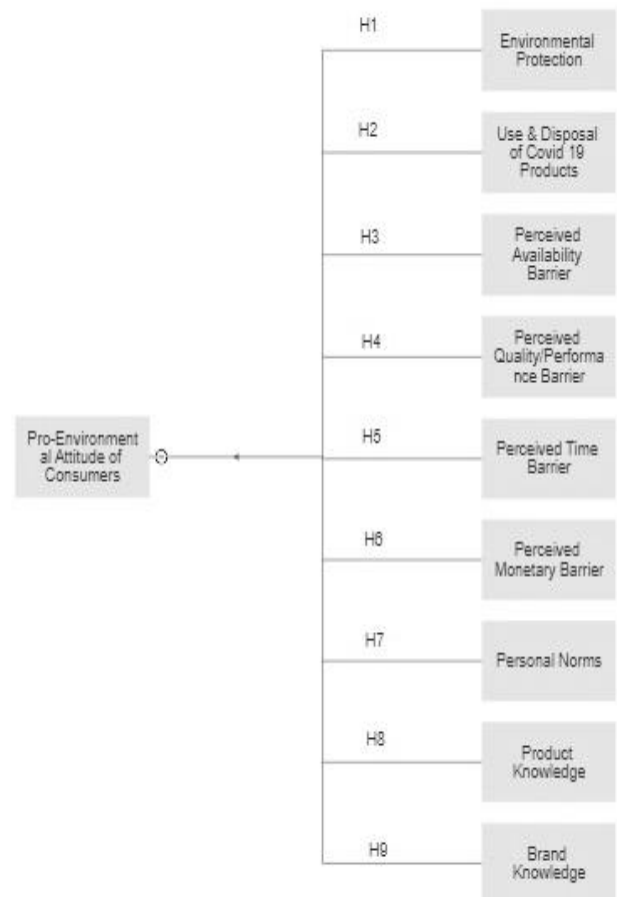 H1
Environmental
Protection
H2
Use & Disposal
of Covid 19
Products
H3
Perceived
Availability
Barrier
H4
Perceived
Quality/Performa
nce Barrier
Pro-Environment
al Attitude of
Consumers
H5
Perceived Time
Barrier
H6
Perceived
Monetary Barrier
H7
Personal Norms
H8
Product
Knowledge
H9
Brand
Knowledge